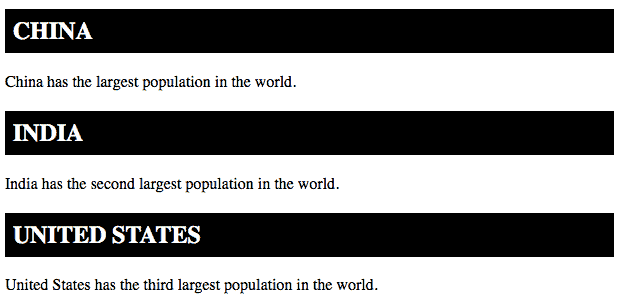 CHINA
China has the largest population in the world.
INDIA
India has the second largest population in the world.
UNITED STATES
United States has the third largest population in the world.